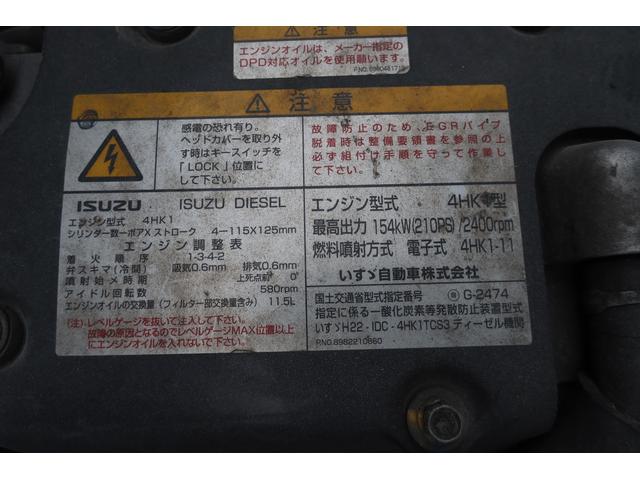 注意
エンジンオイルは、メーカー指定の
DPD対応オイルを使用願います。
P.NO.8980481713
注意
感電の恐れ有り。
ヘッドカバーを取り外
す時はキースイッチを
「LOCK」位置に
して下さい。
故障防止のため、EGRパイプ
脱着時は整備要領書を参照の上
必ず組付け手順を守って作業し
て下さい。
ISUZU ISUZU DIESEL
エンジン型式 4HK1
シリンダー数ーボアXストローク 4-115X125mm
エンジン調整表
着火順序 1-3-4-2
弁スキマ(冷間) 吸気0.6mm 排気0.6mm
噴射始メ時期 上死点前 0°
アイドル回転数 580rpm
エンジンオイルの交換量(フィルター部交換量含み) 11.5L
(注)レベルゲージを抜いて注入して下さい。
故障の原因となるのでレベルゲージMAX位置以上
にエンジンオイルを入れないで下さい。
エンジン型式 4HK1型
最高出力 154kW(210PS)/2400rpm
燃料噴射方式 電子式 4HK1-11
いすゞ自動車株式会社
国土交通省型式指定番号 G-2474
指定に係る一酸化炭素等発散防止装置型式
いすゞH22-IDC-4HK1TCS3ディーゼル機関
P.NO.8982210860